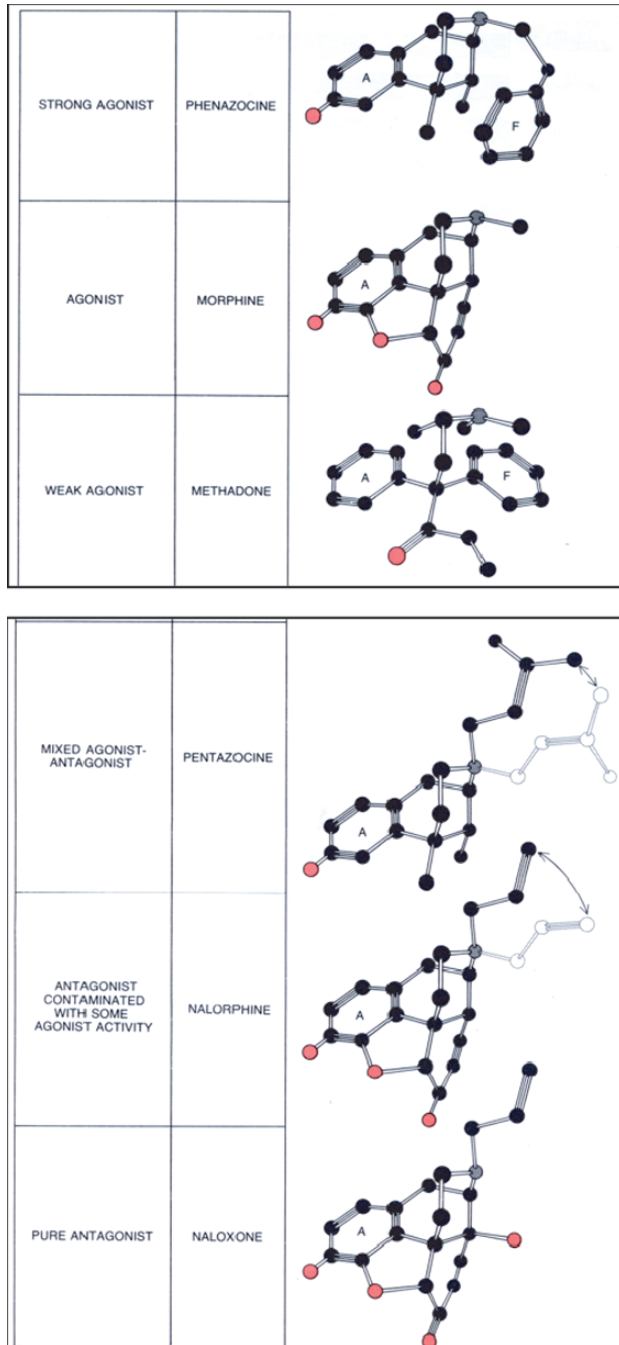 STRONG AGONIST
PHENAZOCINE
A
F
AGONIST
MORPHINE
A
WEAK AGONIST
METHADONE
A
F
MIXED AGONIST-
ANTAGONIST
PENTAZOCINE
A
ANTAGONIST
CONTAMINATED
WITH SOME
AGONIST ACTIVITY
NALORPHINE
A
PURE ANTAGONIST
NALOXONE
A